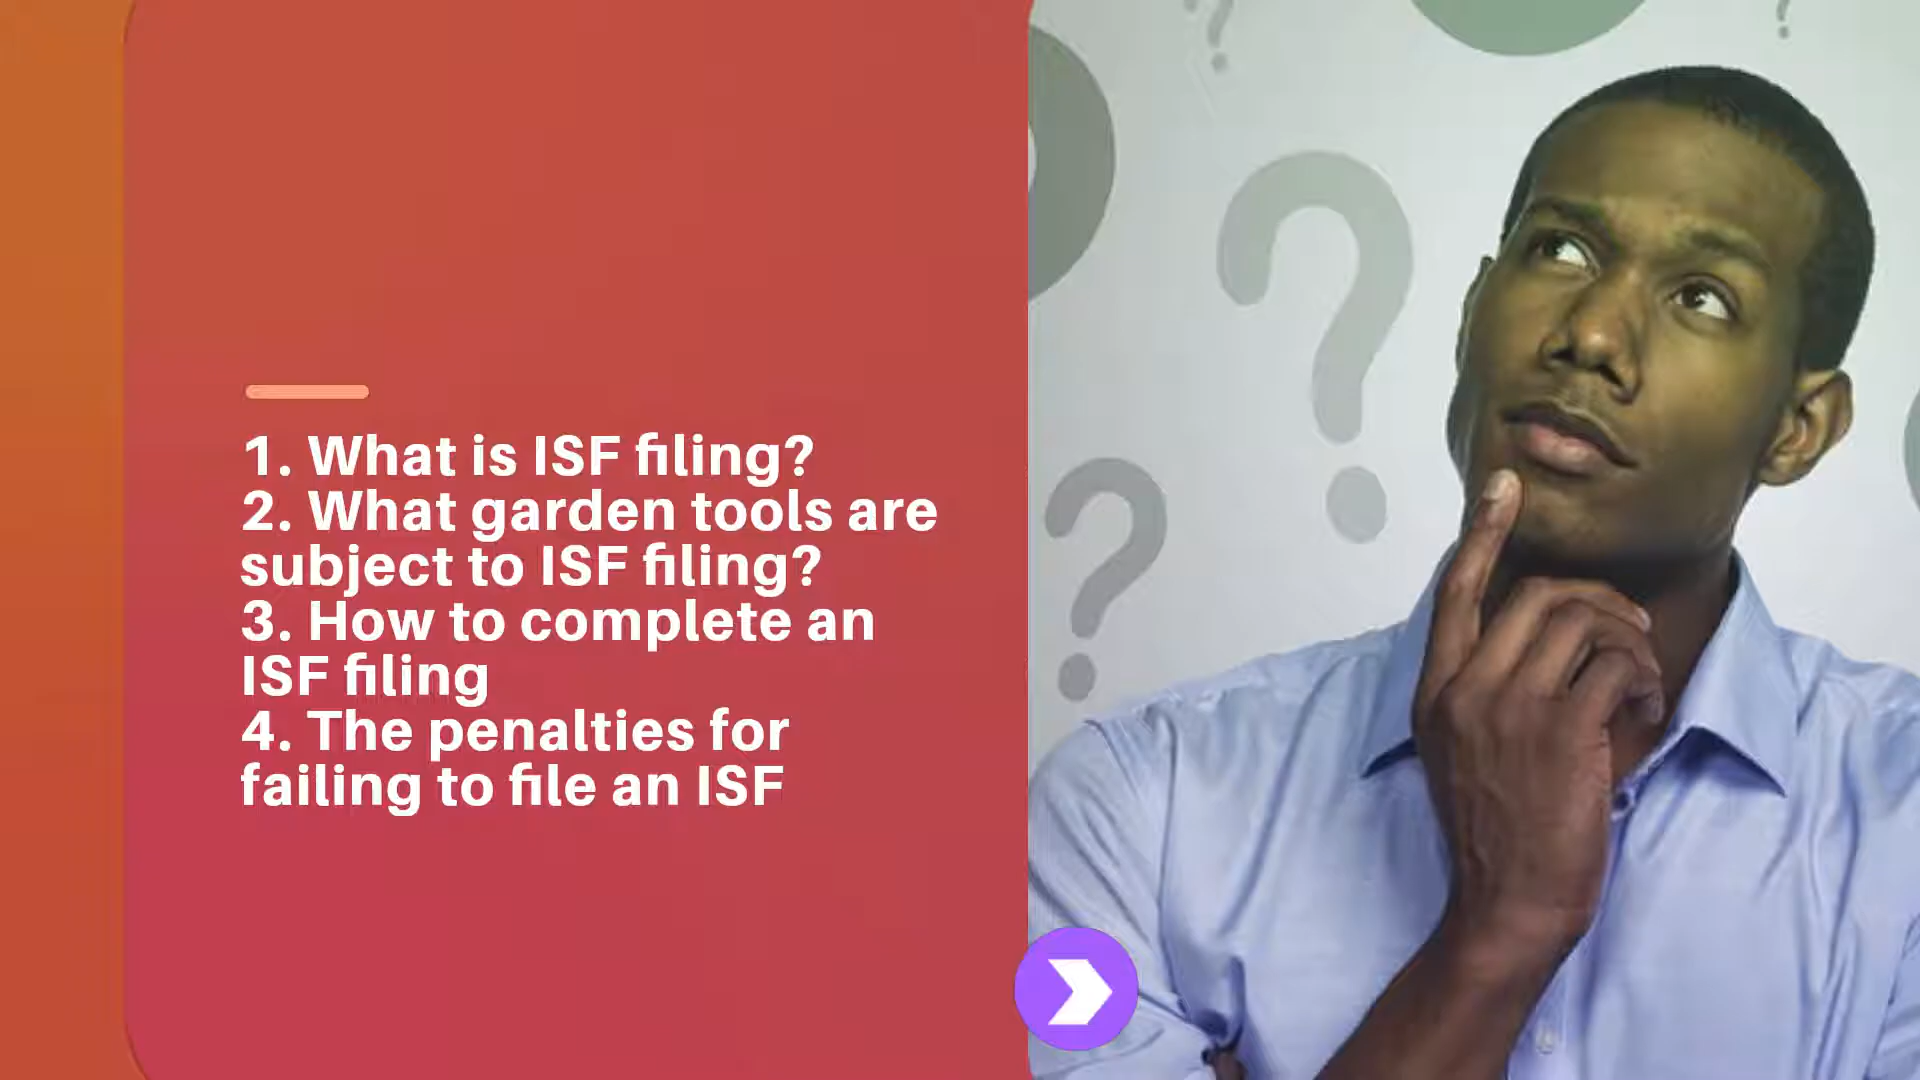 1. What is ISF filing?
2. What garden tools are
subject to ISF filing?
3. How to complete an
ISF filing
4. The penalties for
failing to file an ISF